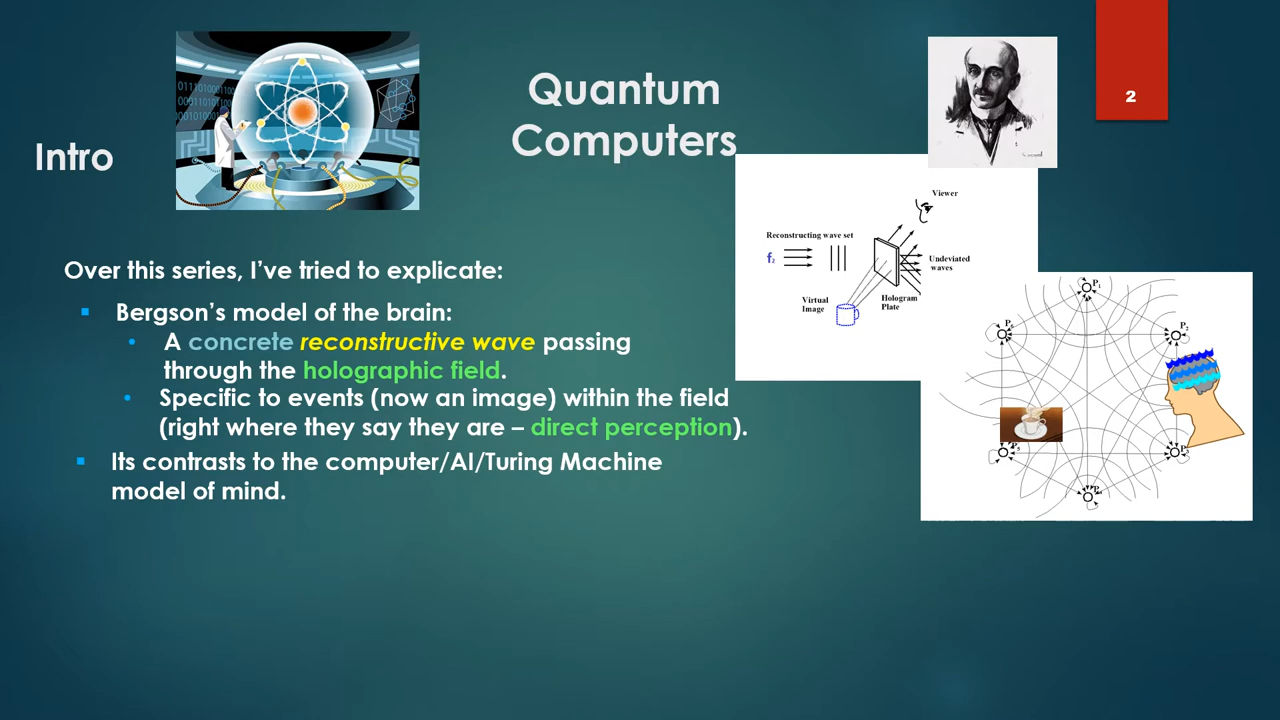 Quantum
Computers
2
Intro
Over this series, I've tried to explicate:
Bergson's model of the brain:
A concrete reconstructive wave passing
through the holographic field.
Specific to events (now an image) within the field
(right where they say they are – direct perception).
Its contrasts to the computer/AI/Turing Machine
model of mind.
Viewer
Reconstructing wave set
f2
Undeviated
waves
Virtual
Image
Hologram
Plate
P1
P2
P6
P